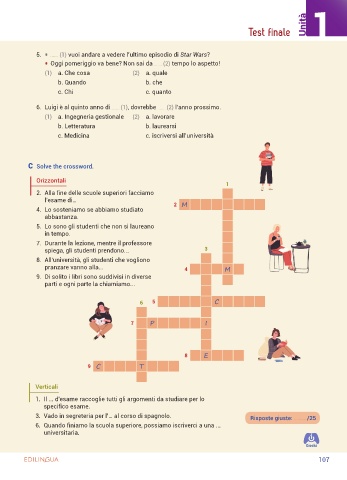 Test finale
Unità 1
5. ● ... (1) vuoi andare a vedere l'ultimo episodio di Star Wars?
● Oggi pomeriggio va bene? Non sai da ... (2) tempo lo aspetto!
(1) a. Che cosa (2) a. quale
b. Quando b. che
c. Chi c. quanto
6. Luigi è al quinto anno di ... (1), dovrebbe ... (2) l'anno prossimo.
(1) a. Ingegneria gestionale (2) a. lavorare
b. Letteratura b. laurearsi
c. Medicina c. iscriversi all'università
C Solve the crossword.
Orizzontali
2. Alla fine delle scuole superiori facciamo
l'esame di...
4. Lo sosteniamo se abbiamo studiato
abbastanza.
5. Lo sono gli studenti che non si laureano
in tempo.
7. Durante la lezione, mentre il professore
spiega, gli studenti prendono...
8. All'università, gli studenti che vogliono
pranzare vanno alla...
9. Di solito i libri sono suddivisi in diverse
parti e ogni parte la chiamiamo...
1
2 M
3
4 M
6 5 C
7 P I
8 E
9 C T
Verticali
1. Il ... d'esame raccoglie tutti gli argomenti da studiare per lo
specifico esame.
3. Vado in segreteria per l'... al corso di spagnolo.
6. Quando finiamo la scuola superiore, possiamo iscriverci a una ...
universitaria.
Risposte giuste: /35
EDILINGUA
107